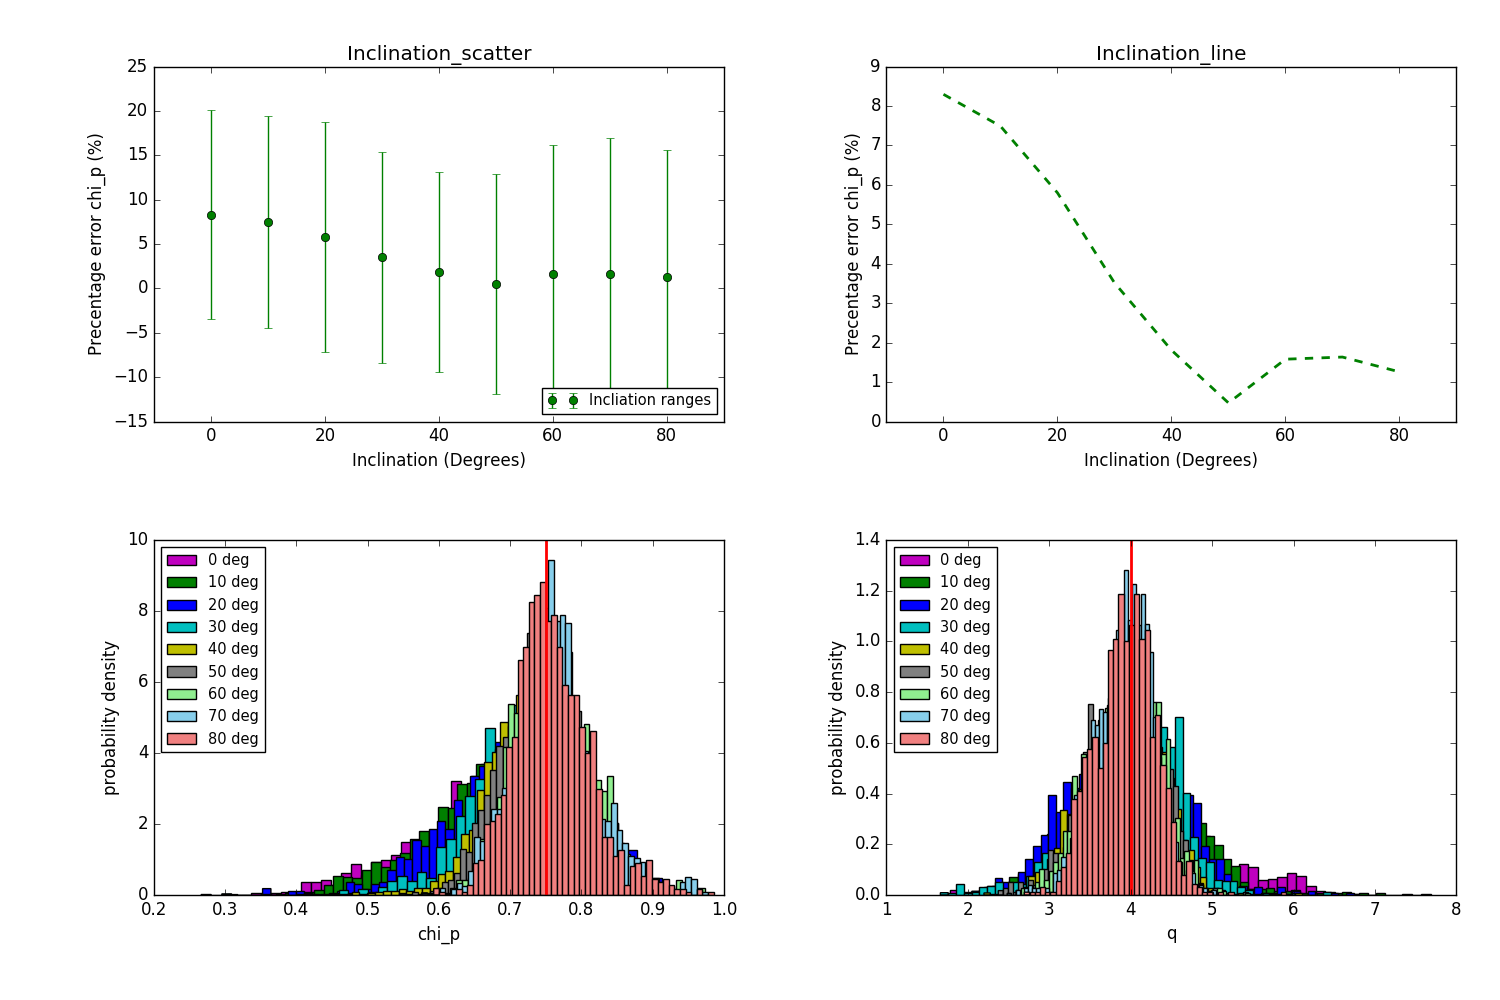 Inclination_scatter
Precentage error chi_p (%)
25
20
15
10
5
0
−5
−10
−15
0 20 40 60 80
Inclination (Degrees)
Incliation ranges
Inclination_line
Precentage error chi_p (%)
9
8
7
6
5
4
3
2
1
0
0 20 40 60 80
Inclination (Degrees)
probability density
10
8
6
4
2
0
0.2 0.3 0.4 0.5 0.6 0.7 0.8 0.9 1.0
chi_p
0 deg
10 deg
20 deg
30 deg
40 deg
50 deg
60 deg
70 deg
80 deg
probability density
1.4
1.2
1.0
0.8
0.6
0.4
0.2
0.0
1 2 3 4 5 6 7 8
q
0 deg
10 deg
20 deg
30 deg
40 deg
50 deg
60 deg
70 deg
80 deg